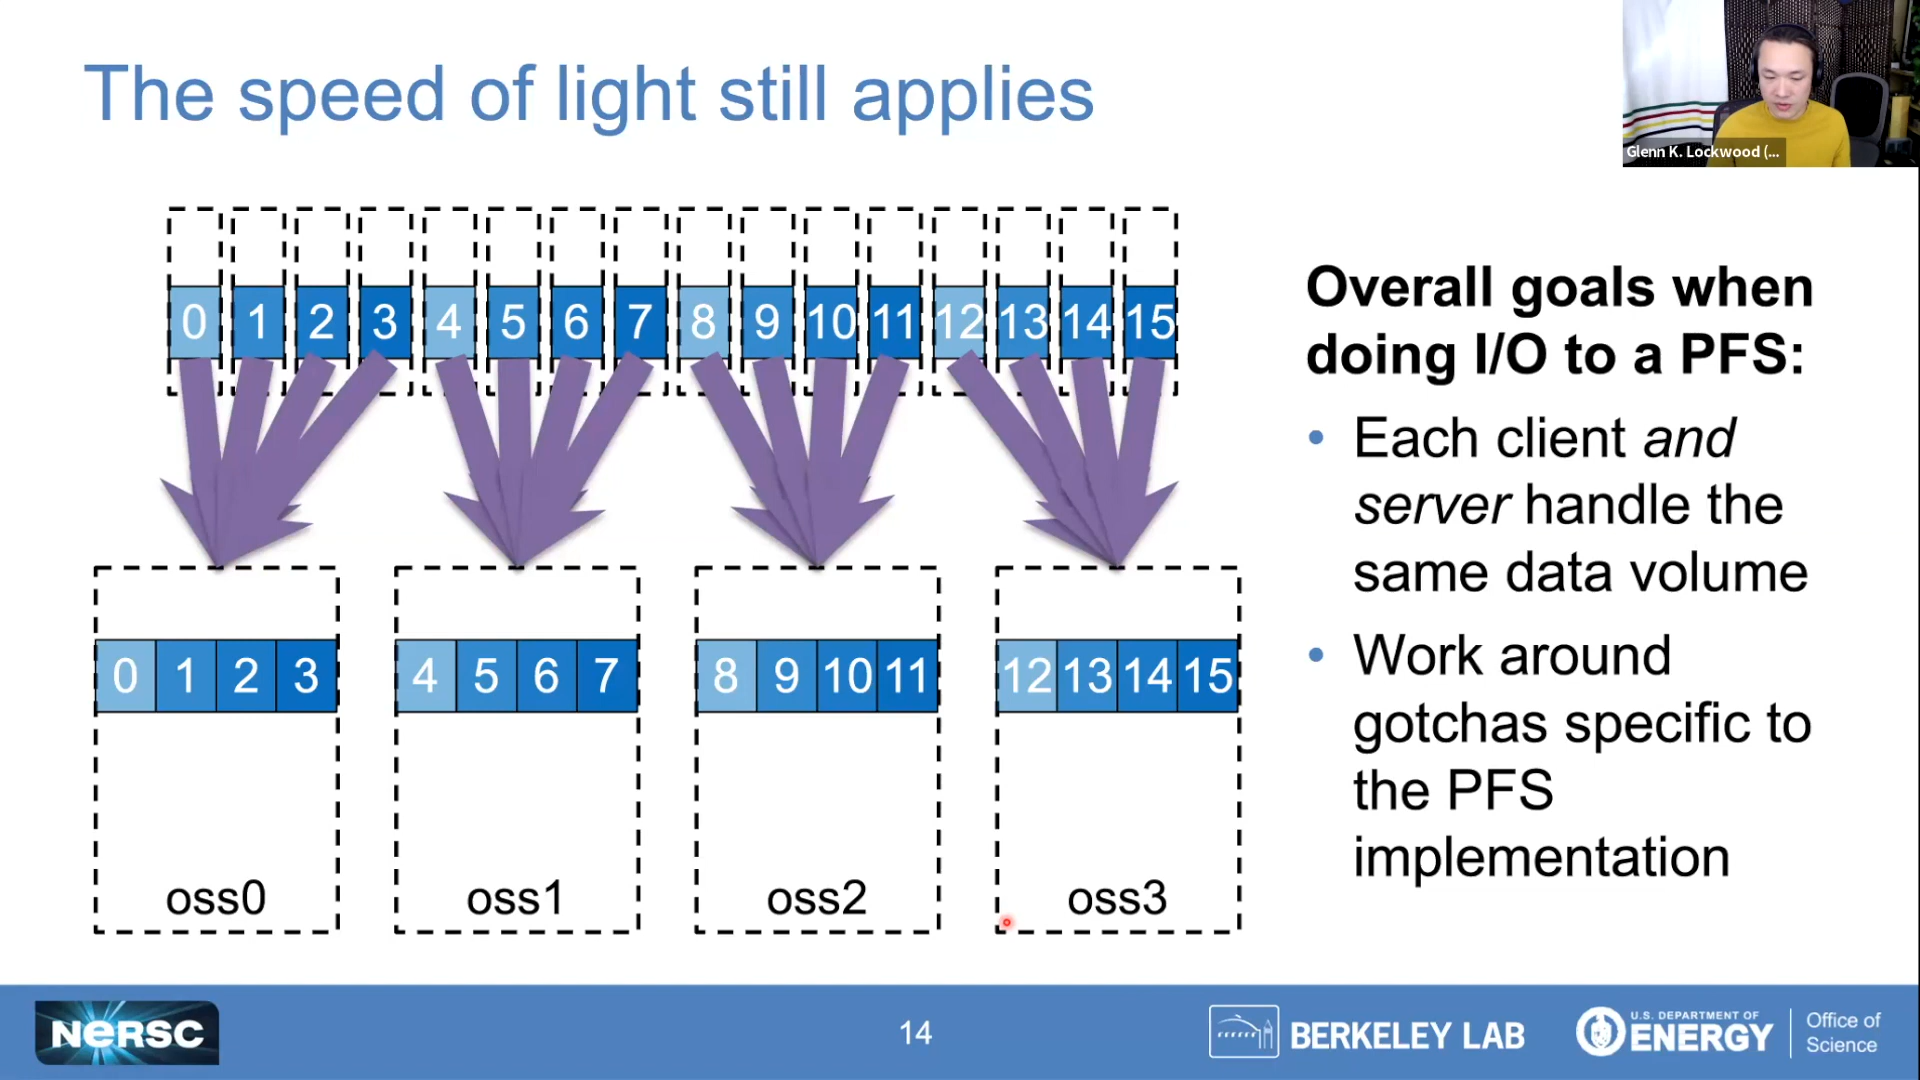 The speed of light still applies
Glenn K. Lockwood (...
0 1 2 3 4 5 6 7 8 9 10 11 12 13 14 15
0 1 2 3 4 5 6 7 8 9 10 11 12 13 14 15
oss0 oss1 oss2 oss3
Overall goals when
doing I/O to a PFS:
• Each client and
server handle the
same data volume
• Work around
gotchas specific to
the PFS
implementation
NERSC
14
BERKELEY LAB
U.S. DEPARTMENT OF
ENERGY
Office of
Science